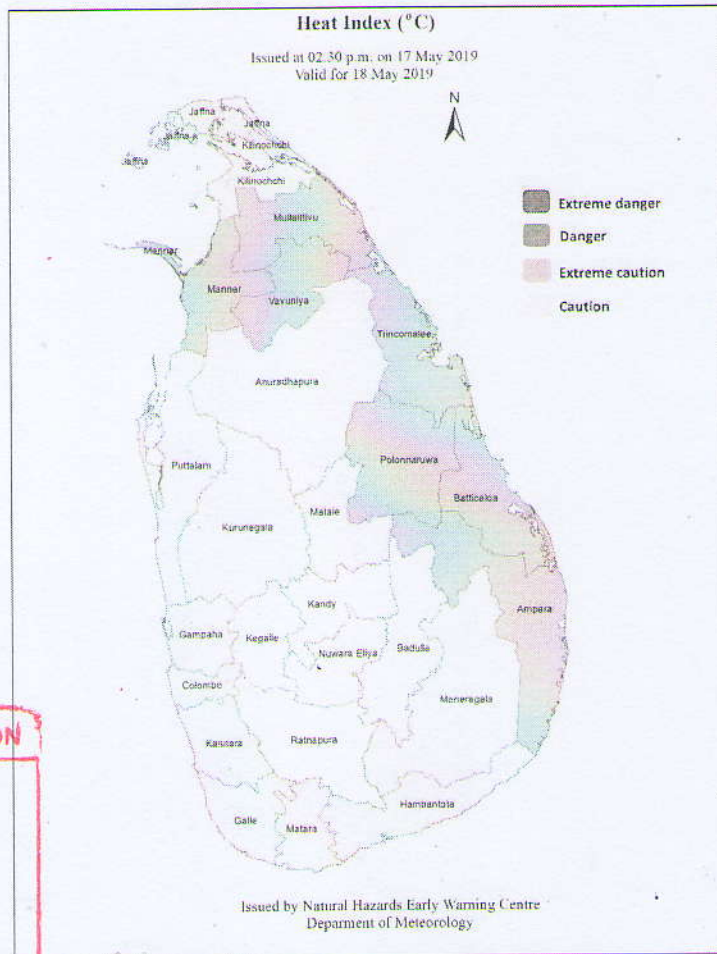 Heat Index (°C)
Issued at 02.30 p.m. on 17 May 2019
Valid for 18 May 2019
N
Jaffna
Jaffna
Jaffna
Kilinochchi
Jaffna
Kilinochchi
Extreme danger
Mullaitivu
Danger
Mannar
Extreme caution
Mannar
Vavuniya
Caution
Trincomalee
Anuradhapura
Polonnaruwa
Puttalam
Batticaloa
Matale
Kurunegala
Kandy
Ampara
Gampaha
Kegalle
Badulla
Nuwara Eliya
Colombo
Moneragala
ON
Kalutara
Ratnapura
Hambantota
Galle
Matara
Issued by Natural Hazards Early Warning Centre
Deparment of Meteorology